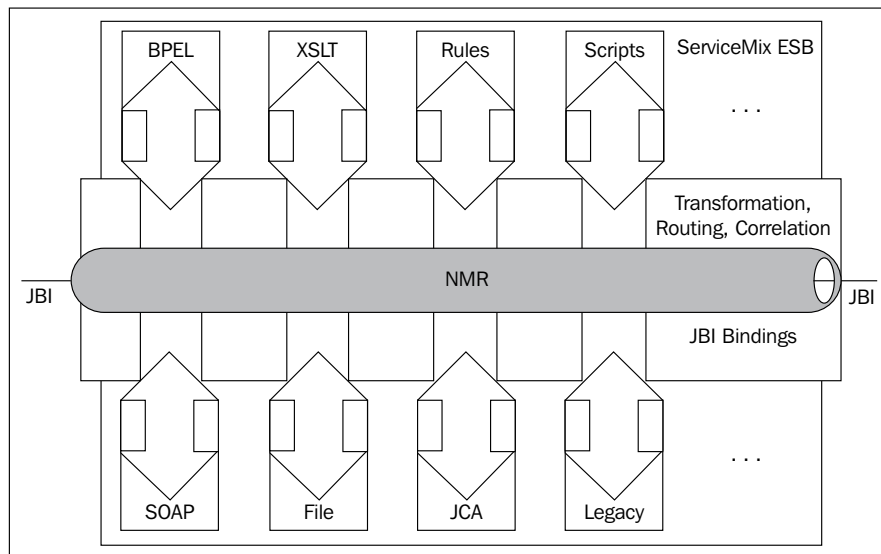 BPEL
XSLT
Rules
Scripts
ServiceMix ESB
. . .
Transformation,
Routing, Correlation
NMR
JBI
JBI
JBI Bindings
. . .
SOAP
File
JCA
Legacy